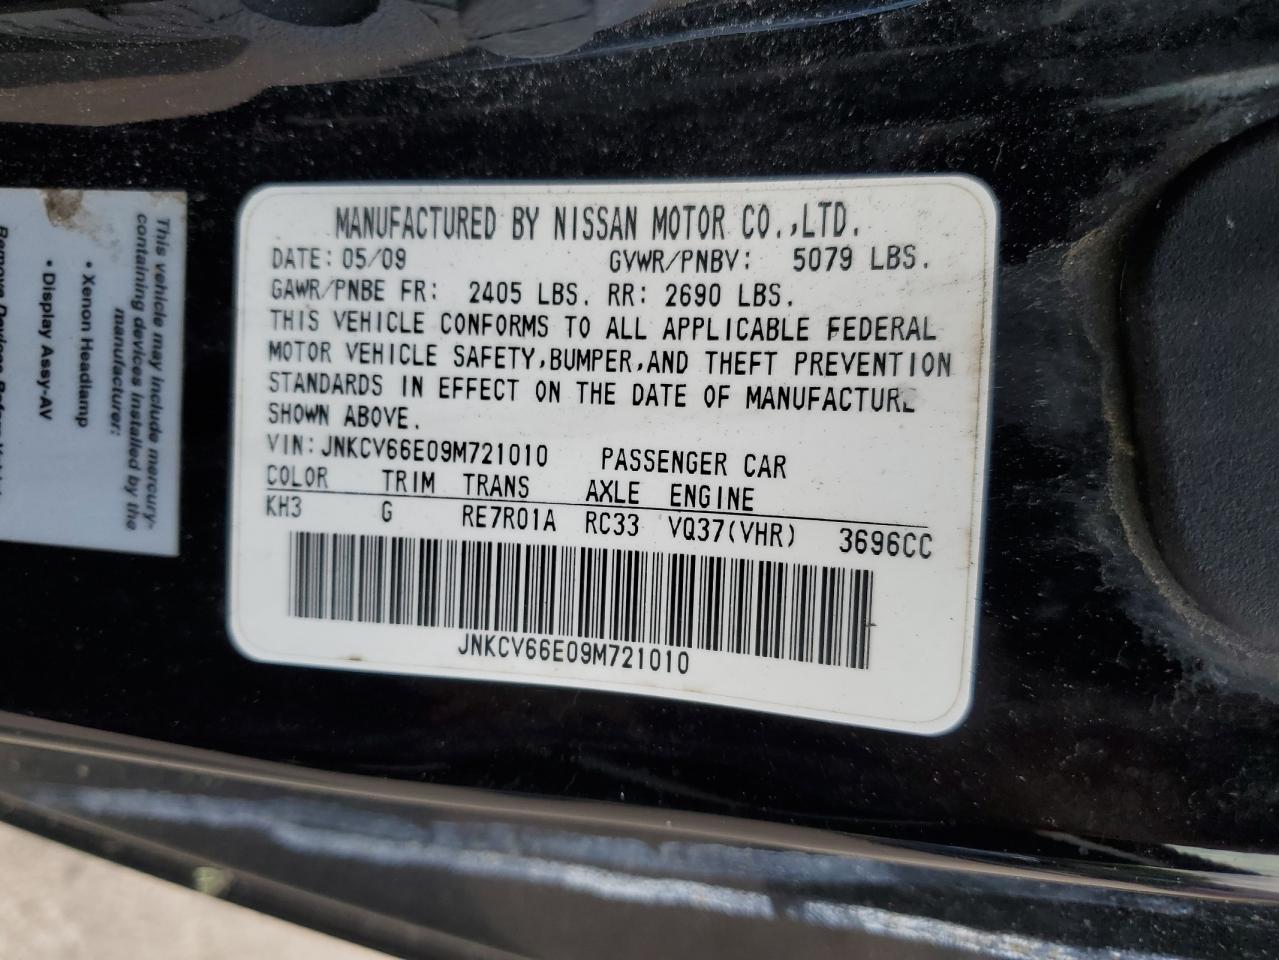 MANUFACTURED BY NISSAN MOTOR CO.,LTD.
DATE: 05/09 GVWR/PNBV: 5079 LBS.
GAWR/PNBE FR: 2405 LBS. RR: 2690 LBS.
THIS VEHICLE CONFORMS TO ALL APPLICABLE FEDERAL
MOTOR VEHICLE SAFETY,BUMPER,AND THEFT PREVENTION
STANDARDS IN EFFECT ON THE DATE OF MANUFACTURE
SHOWN ABOVE.
VIN:JNKCV66E09M721010 PASSENGER CAR
COLOR TRIM TRANS AXLE ENGINE
KH3 G RE7R01A RC33 VQ37(VHR) 3696CC
JNKCV66E09M721010
This vehicle may include mercury-
containing devices installed by the
manufacturer:
• Xenon Headlamp
• Display Assy-AV
Remove Devices Before